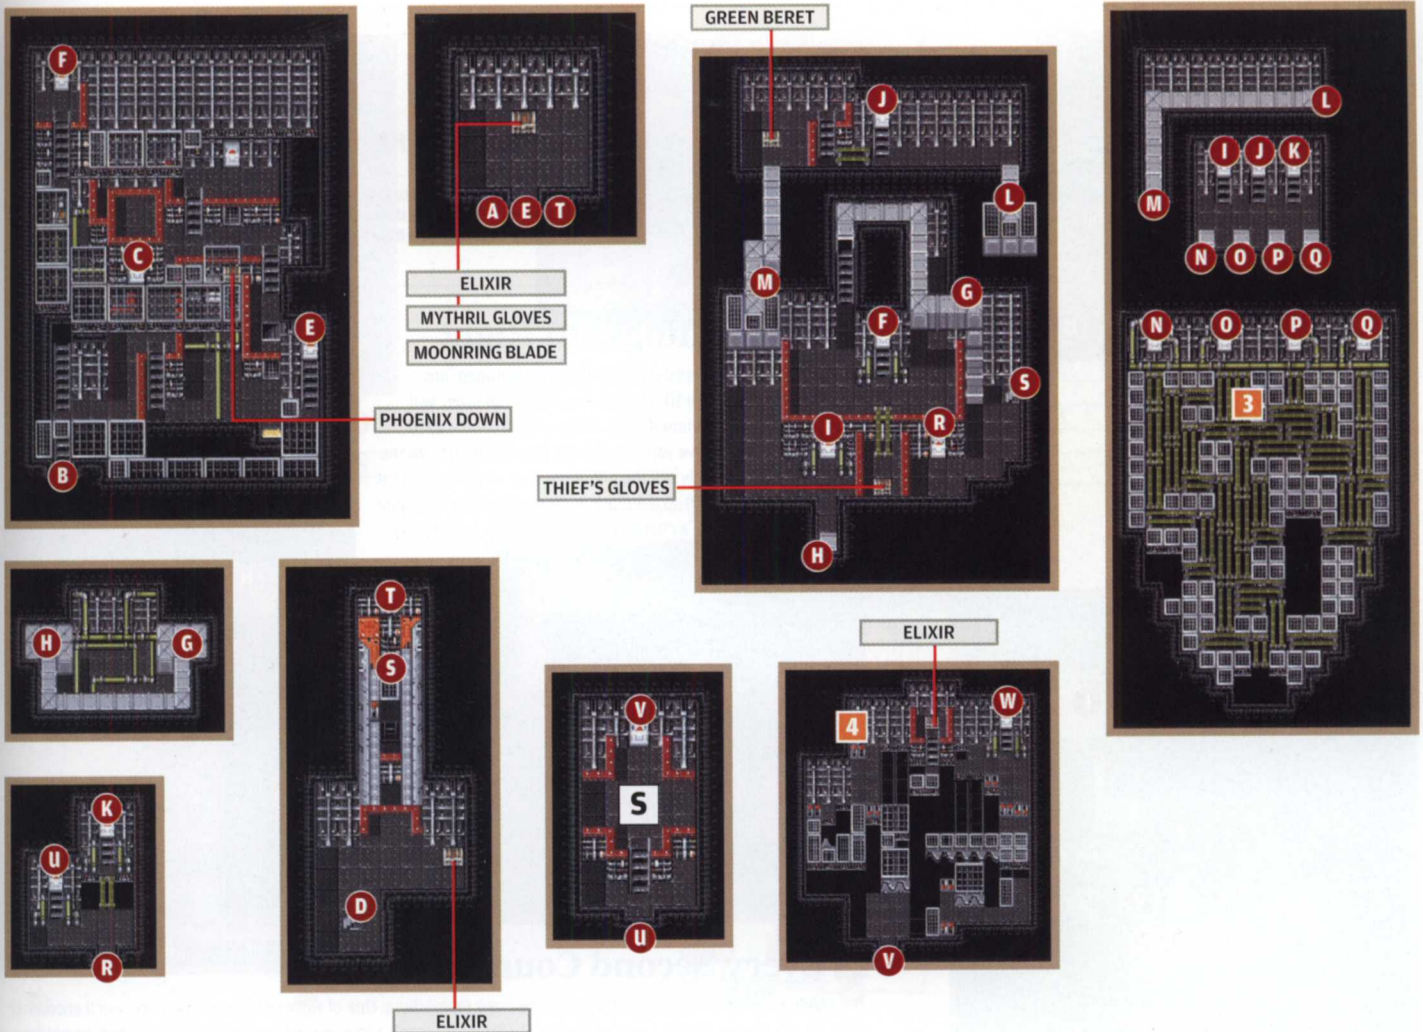 GREEN BERET
F
J
L
I J K
M
N O P Q
A E T
L
ELIXIR
MYTHRIL GLOVES
MOONRING BLADE
C
M
G
F
E
N O P Q
3
S
PHOENIX DOWN
I
R
B
THIEF'S GLOVES
H
H
G
T
S
ELIXIR
V
4
W
S
K
U
D
R
U
V
ELIXIR